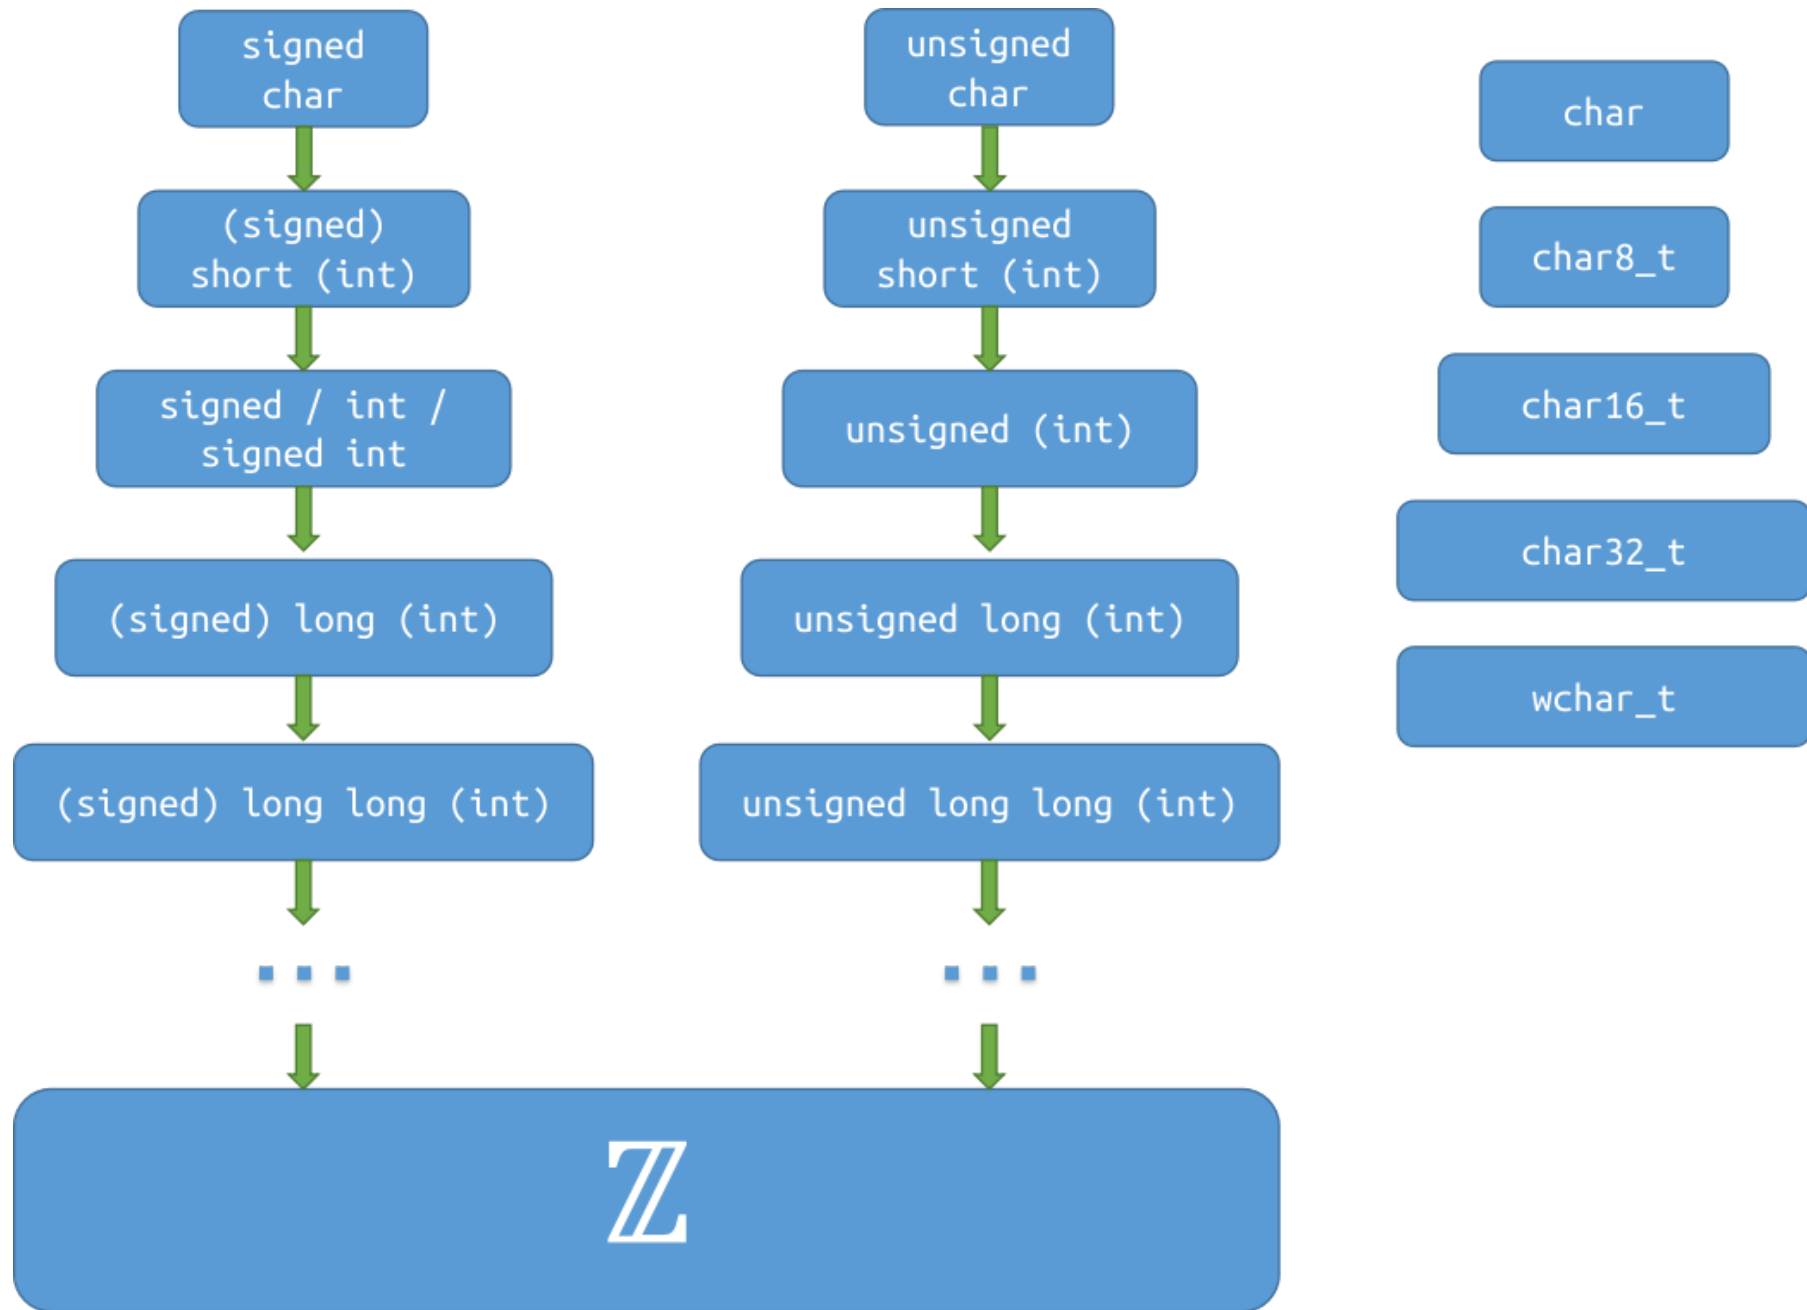 signed
char
(signed)
short (int)
signed / int /
signed int
(signed) long (int)
(signed) long long (int)
...
unsigned
char
unsigned
short (int)
unsigned (int)
unsigned long (int)
unsigned long long (int)
...
ℤ
char
char8_t
char16_t
char32_t
wchar_t